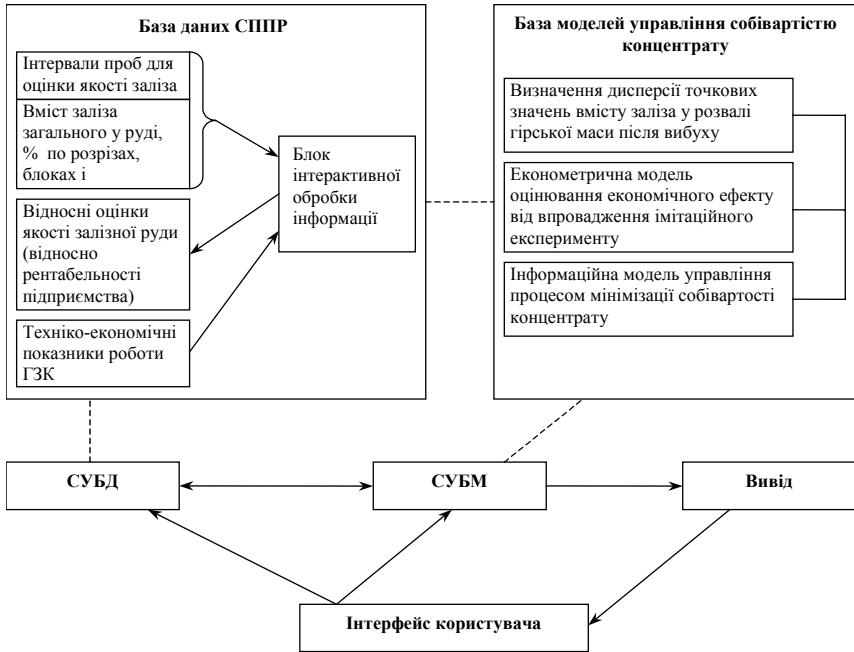 База даних СППР
Інтервали проб для
оцінки якості заліза
Вміст заліза
загального у руді,
% по розрізах,
блоках і
Відносні оцінки
якості залізної руди
(відносно
рентабельності
підприємства)
Техніко-економічні
показники роботи
ГЗК
Блок
інтерактивної
обробки
інформації
База моделей управління собівартістю
концентрату
Визначення дисперсії точкових
значень вмісту заліза у розвалі
гірської маси після вибуху
Економетрична модель
оцінювання економічного ефекту
від впровадження імітаційного
експерименту
Інформаційна модель управління
процесом мінімізації собівартості
концентрату
СУБД
СУБМ
Вивід
Інтерфейс користувача